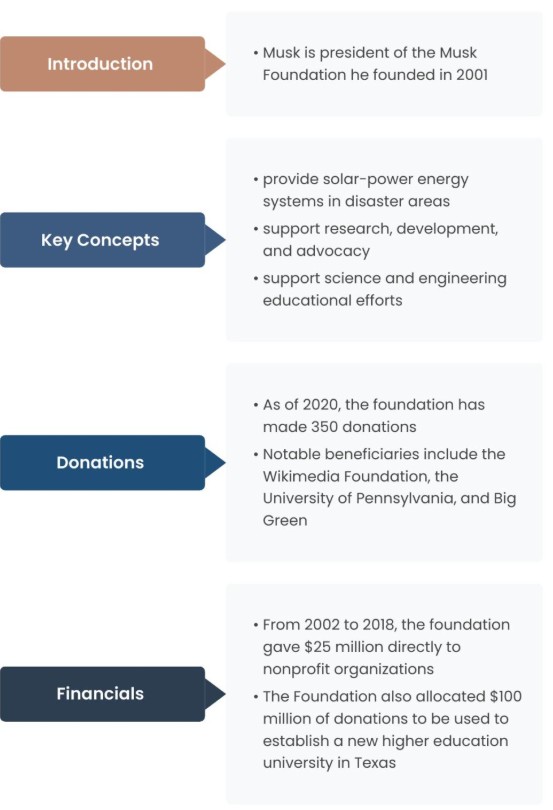 Introduction
• Musk is president of the Musk
Foundation he founded in 2001
Key Concepts
• provide solar-power energy
systems in disaster areas
• support research, development,
and advocacy
• support science and engineering
educational efforts
Donations
• As of 2020, the foundation has
made 350 donations
• Notable beneficiaries include the
Wikimedia Foundation, the
University of Pennsylvania, and Big
Green
Financials
• From 2002 to 2018, the foundation
gave $25 million directly to
nonprofit organizations
• The Foundation also allocated $100
million of donations to be used to
establish a new higher education
university in Texas